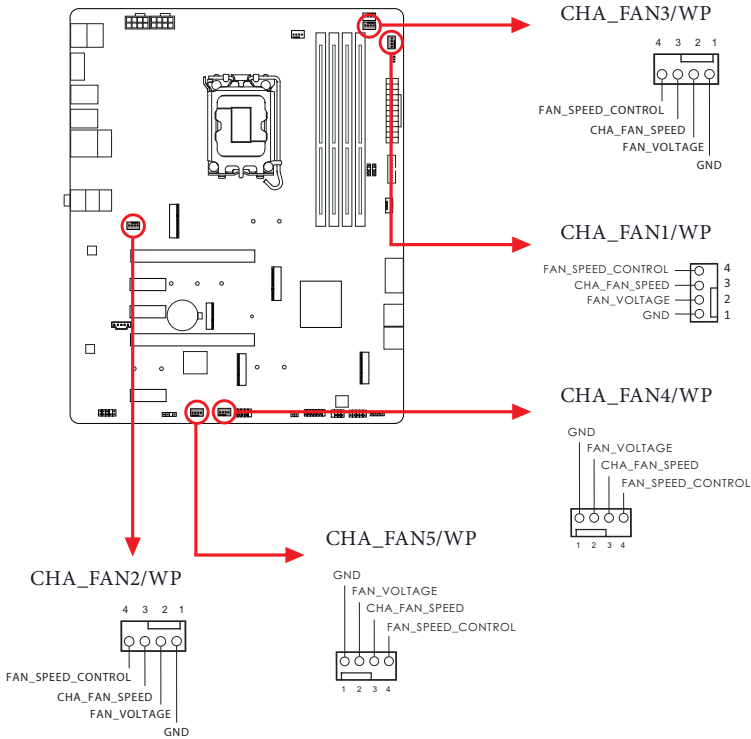 CHA_FAN3/WP
4 3 2 1
FAN_SPEED_CONTROL
CHA_FAN_SPEED
FAN_VOLTAGE
GND
CHA_FAN1/WP
FAN_SPEED_CONTROL 4
CHA_FAN_SPEED 3
FAN_VOLTAGE 2
GND 1
CHA_FAN4/WP
GND
FAN_VOLTAGE
CHA_FAN_SPEED
FAN_SPEED_CONTROL
1 2 3 4
CHA_FAN5/WP
GND
FAN_VOLTAGE
CHA_FAN_SPEED
FAN_SPEED_CONTROL
1 2 3 4
CHA_FAN2/WP
4 3 2 1
FAN_SPEED_CONTROL
CHA_FAN_SPEED
FAN_VOLTAGE
GND